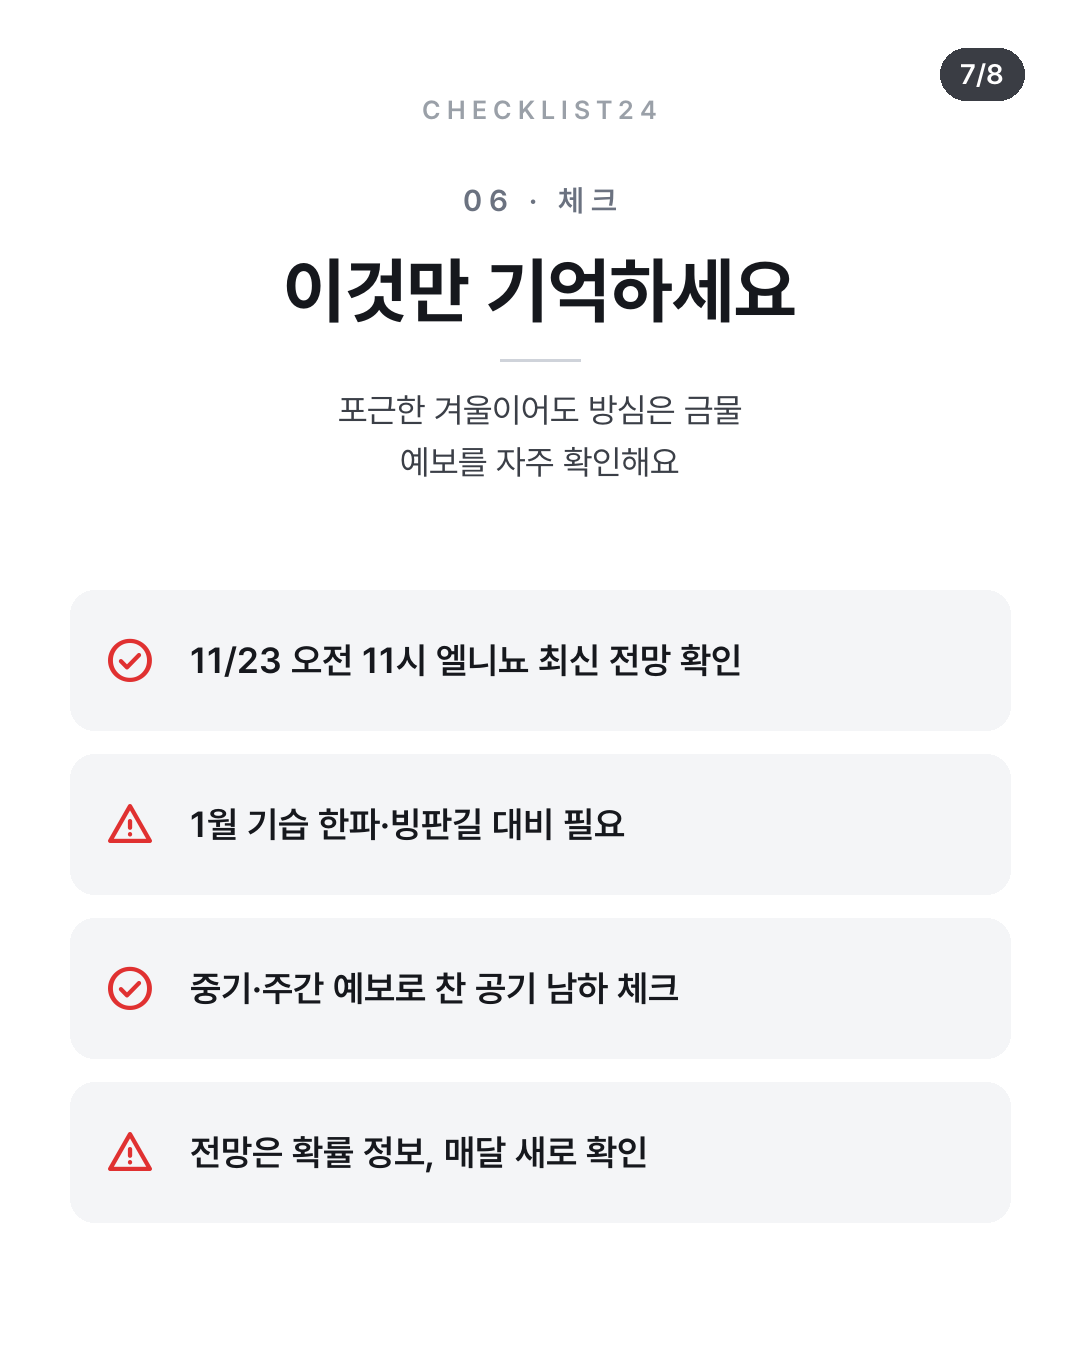 7/8
CHECKLIST24
06 · 체크
이것만 기억하세요
포근한 겨울이어도 방심은 금물
예보를 자주 확인해요
11/23 오전 11시 엘니뇨 최신 전망 확인
1월 기습 한파·빙판길 대비 필요
중기·주간 예보로 찬 공기 남하 체크
전망은 확률 정보, 매달 새로 확인